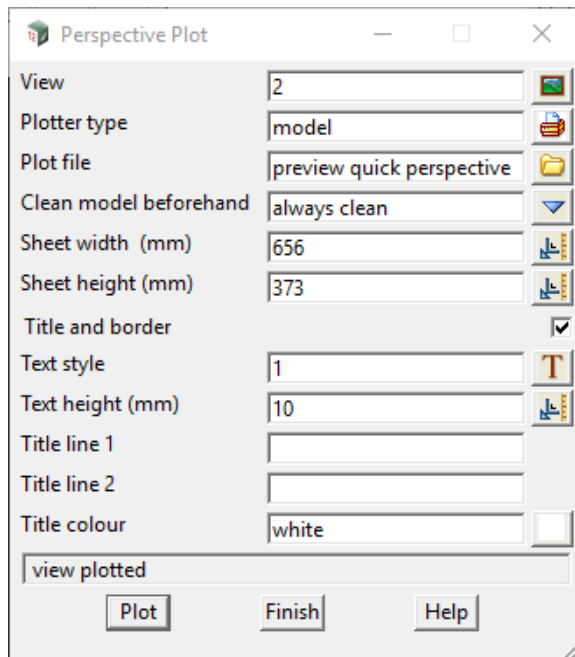 Perspective Plot
View 2
Plotter type model
Plot file preview quick perspective
Clean model beforehand always clean
Sheet width (mm) 656
Sheet height (mm) 373
Title and border
Text style 1 T
Text height (mm) 10
Title line 1
Title line 2
Title colour white
view plotted
Plot Finish Help